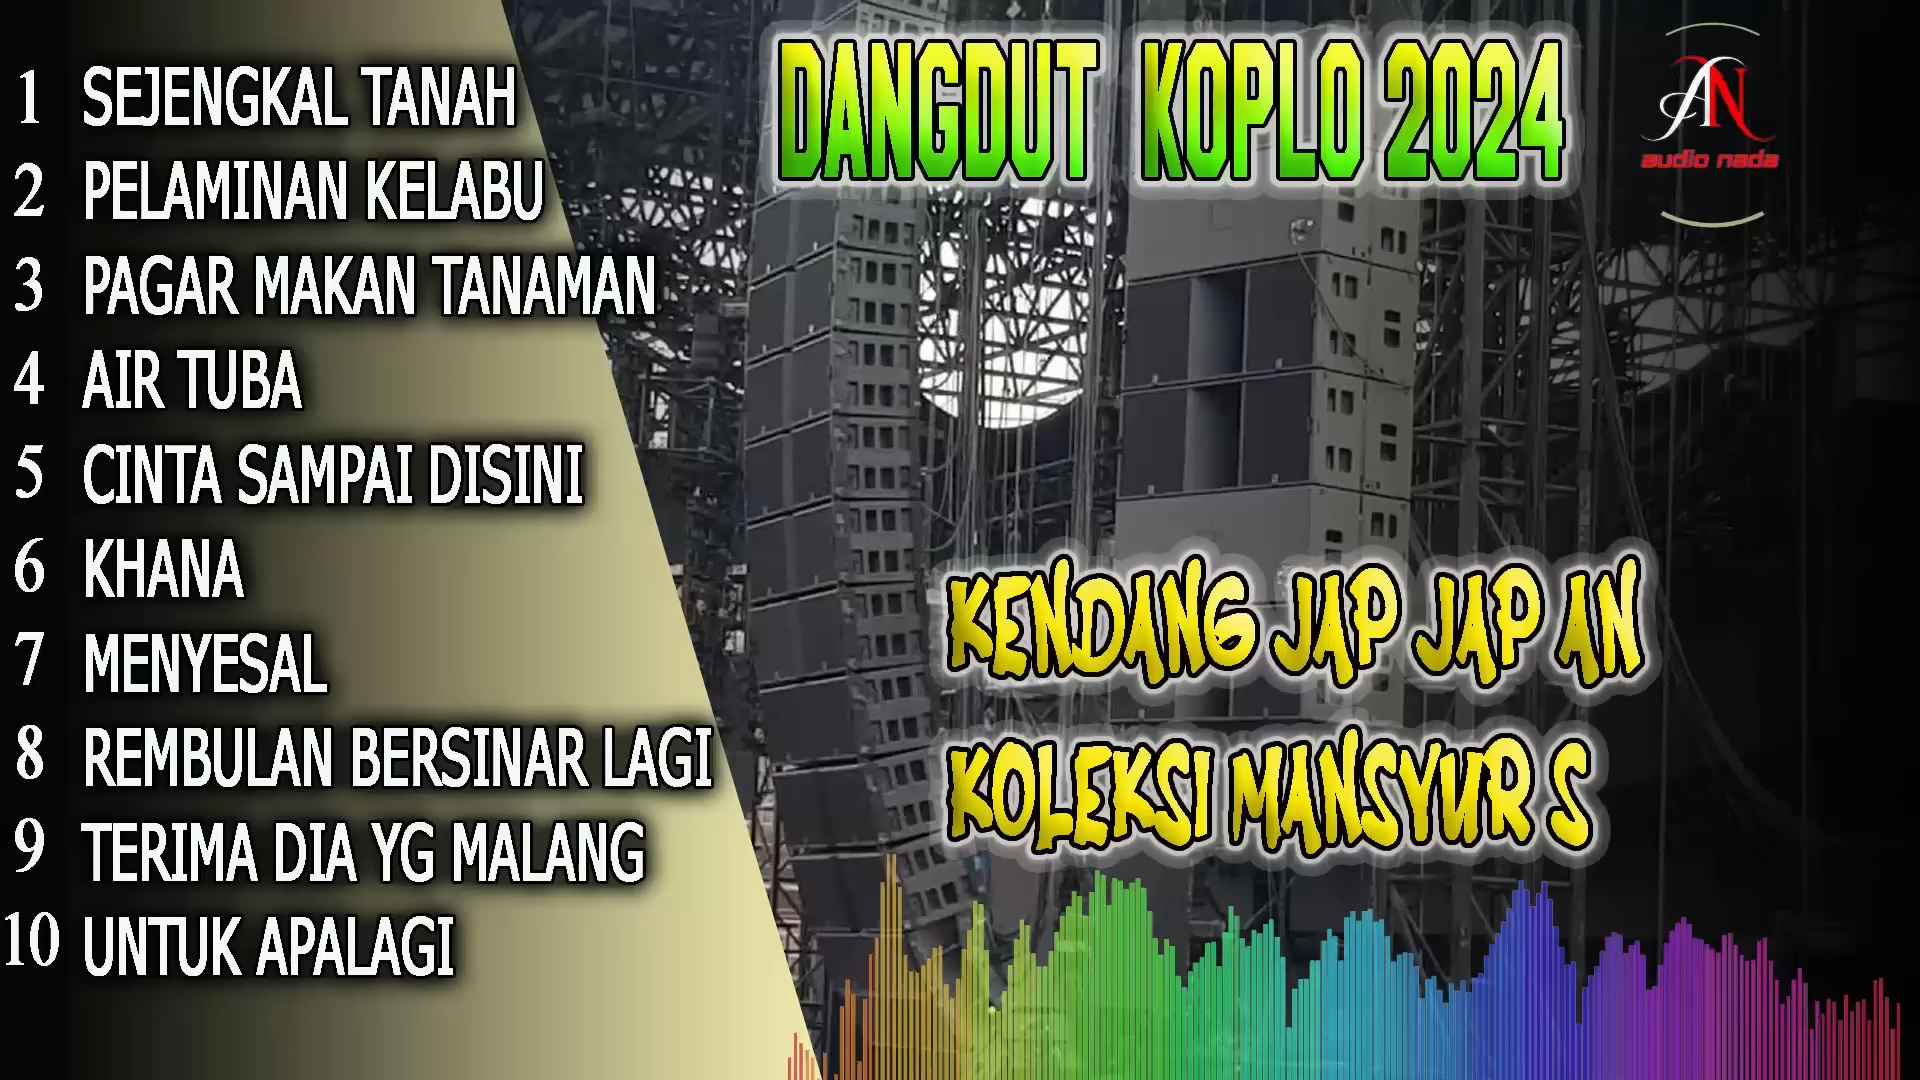 1 SEJENGKAL TANAH
2 PELAMINAN KELABU
3 PAGAR MAKAN TANAMAN
4 AIR TUBA
5 CINTA SAMPAI DISINI
6 KHANA
7 MENYESAL
8 REMBULAN BERSINAR LAGI
9 TERIMA DIA YG MALANG
10 UNTUK APALAGI
DANGDUT KOPLO 2024
AN
audio nada
KENDANG JAP JAP AN
KOLEKSI MANSYUR S